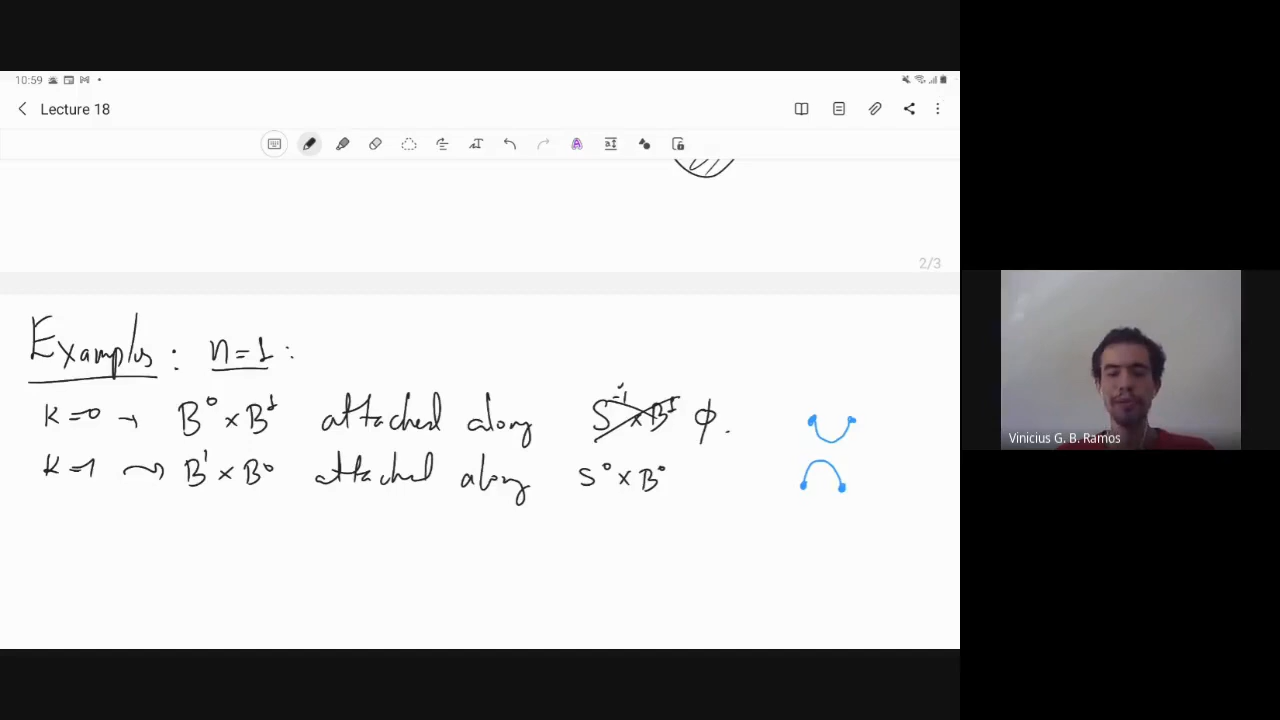 10:59
Lecture 18
2/3
Examples: n=1:
K=0 → B⁰ × B¹ attached along S⁻¹ × B¹ ϕ.
K=1 ⤳ B¹ × B⁰ attached along S⁰ × B⁰
Vinicius G. B. Ramos